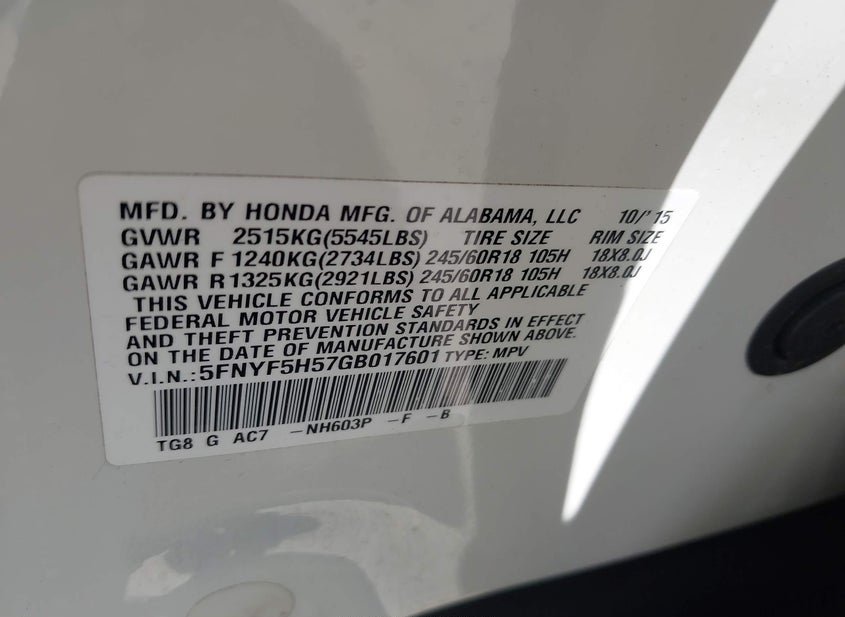 MFD. BY HONDA MFG. OF ALABAMA, LLC 10/'15
GVWR 2515KG(5545LBS) TIRE SIZE RIM SIZE
GAWR F 1240KG(2734LBS) 245/60R18 105H 18X8.0J
GAWR R 1325KG(2921LBS) 245/60R18 105H 18X8.0J
THIS VEHICLE CONFORMS TO ALL APPLICABLE
FEDERAL MOTOR VEHICLE SAFETY
AND THEFT PREVENTION STANDARDS IN EFFECT
ON THE DATE OF MANUFACTURE SHOWN ABOVE.
V.I.N.: 5FNYF5H57GB017601 TYPE: MPV
TG8 G AC7 -NH603P -F -B